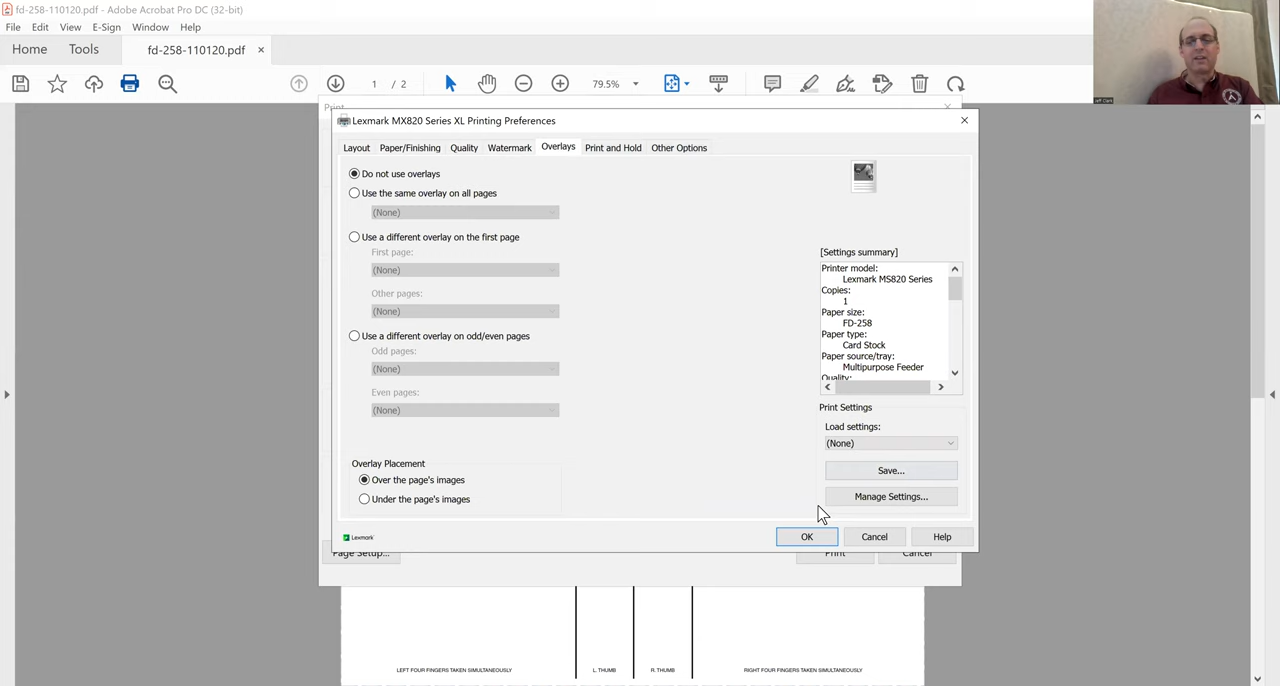 fd-258-110120.pdf - Adobe Acrobat Pro DC (32-bit)
File Edit View E-Sign Window Help
Home Tools fd-258-110120.pdf ×
1 / 2 79.5%
Print
Lexmark MX820 Series XL Printing Preferences
Layout Paper/Finishing Quality Watermark Overlays Print and Hold Other Options
Do not use overlays
Use the same overlay on all pages
(None)
Use a different overlay on the first page
First page:
(None)
Other pages:
(None)
Use a different overlay on odd/even pages
Odd pages:
(None)
Even pages:
(None)
Overlay Placement
Over the page's images
Under the page's images
[Settings summary]
Printer model:
Lexmark MS820 Series
Copies:
1
Paper size:
FD-258
Paper type:
Card Stock
Paper source/tray:
Multipurpose Feeder
Quality:
Print Settings
Load settings:
(None)
Save...
Manage Settings...
Lexmark
OK Cancel Help
Page Setup... Print Cancel
LEFT FOUR FINGERS TAKEN SIMULTANEOUSLY L. THUMB R. THUMB RIGHT FOUR FINGERS TAKEN SIMULTANEOUSLY